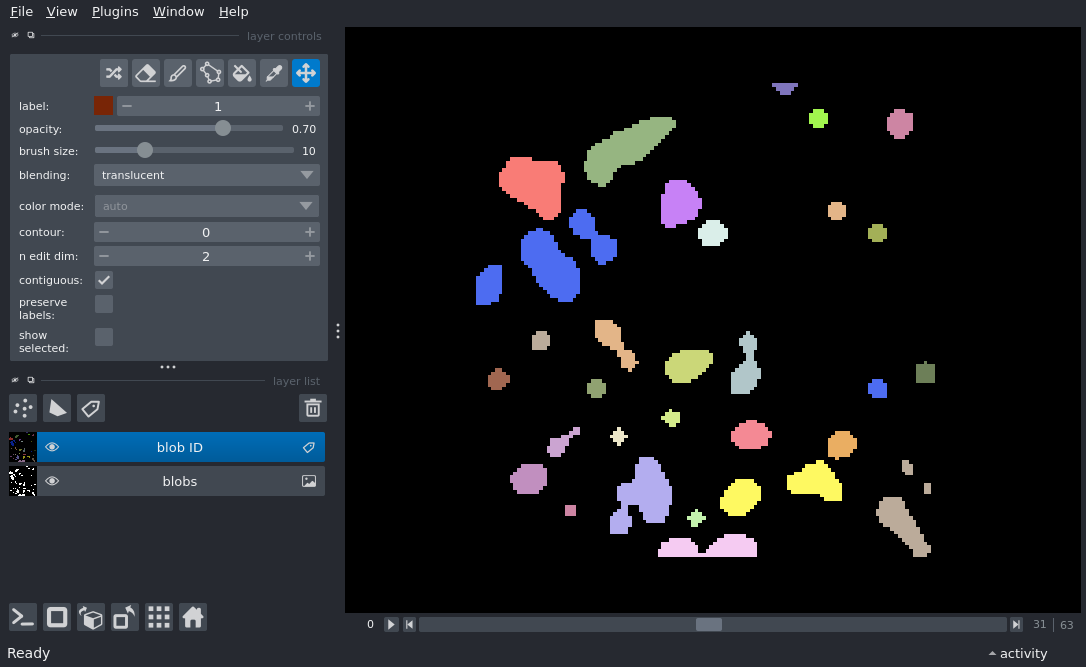 File View Plugins Window Help
layer controls
label: 1
opacity: 0.70
brush size: 10
blending: translucent
color mode: auto
contour: 0
n edit dim: 2
contiguous:
preserve
labels:
show
selected:
layer list
blob ID
blobs
0 31 | 63
Ready activity